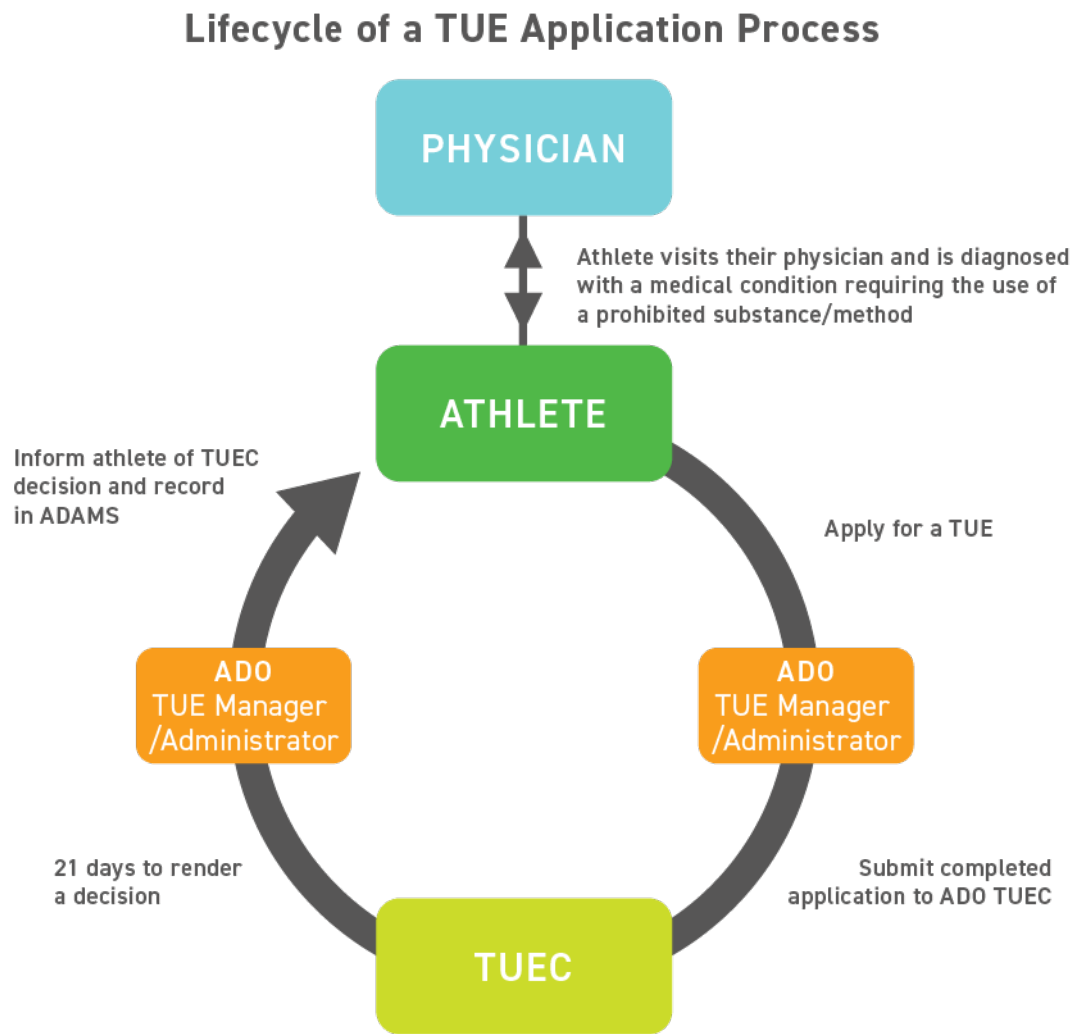 Lifecycle of a TUE Application Process
PHYSICIAN
Athlete visits their physician and is diagnosed
with a medical condition requiring the use of
a prohibited substance/method
ATHLETE
Inform athlete of TUEC
decision and record
in ADAMS
Apply for a TUE
ADO
TUE Manager
/Administrator
ADO
TUE Manager
/Administrator
21 days to render
a decision
Submit completed
application to ADO TUEC
TUEC